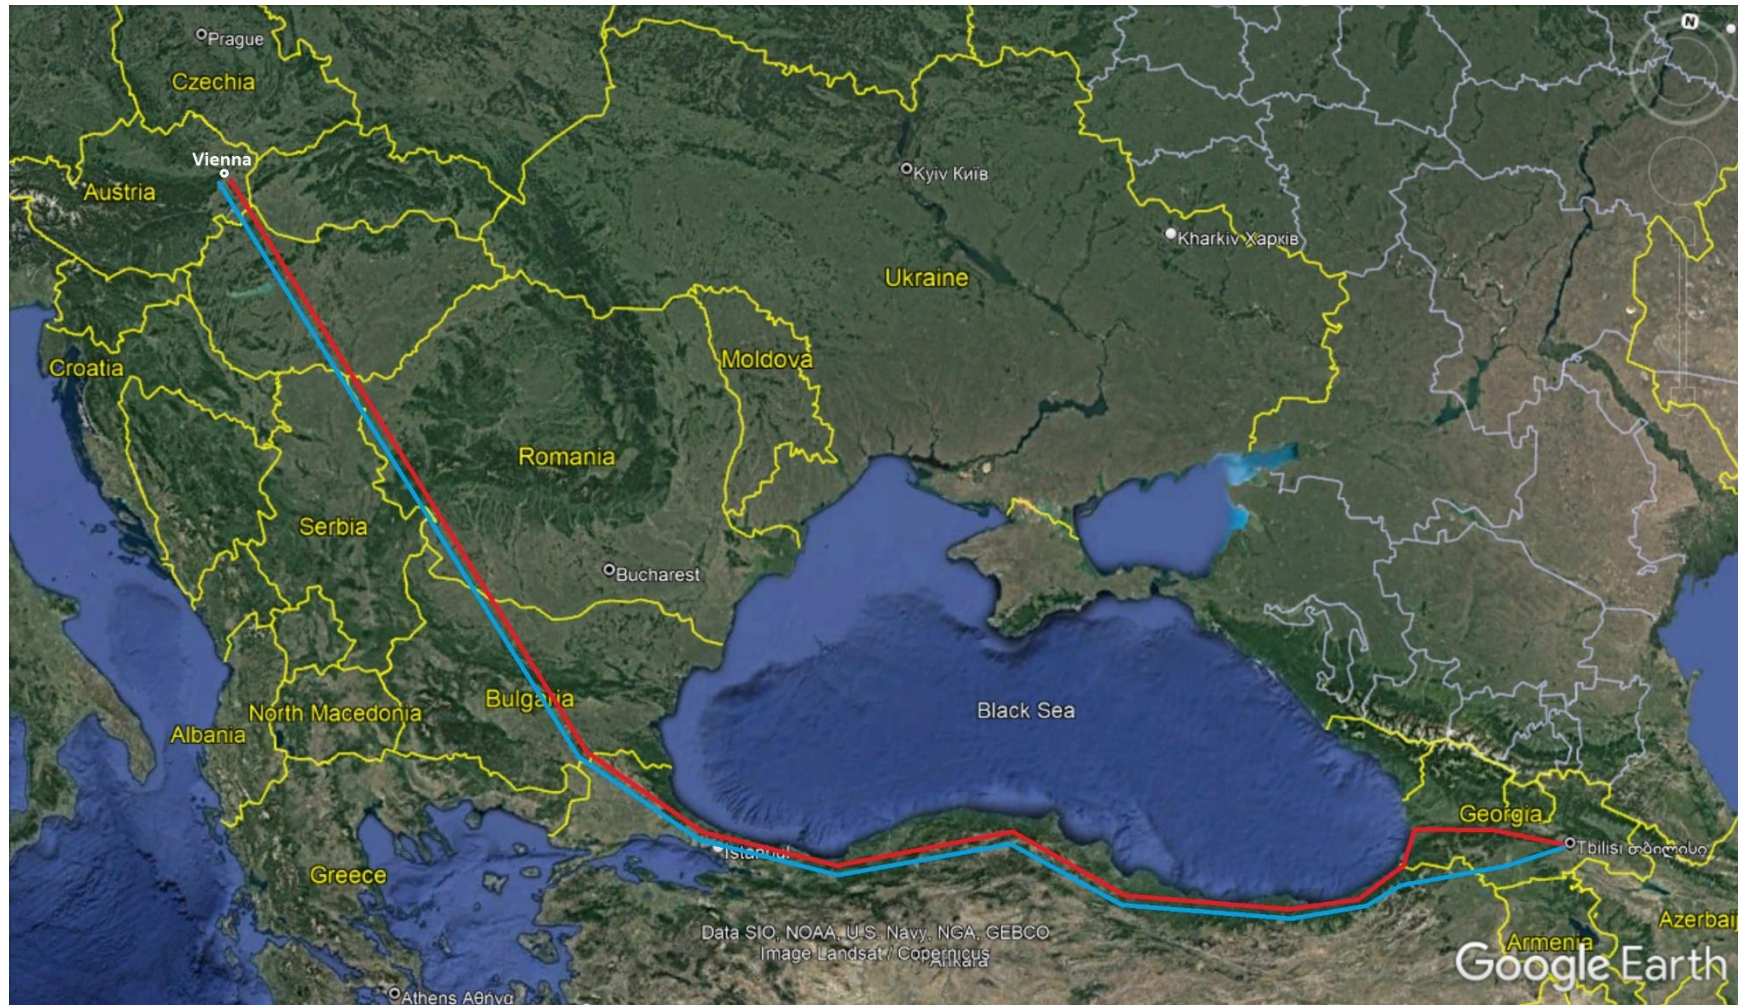 N
Prague
Czechia
Vienna
Austria
Kyiv Київ
Kharkiv Харків
Ukraine
Croatia
Moldova
Romania
Serbia
Bucharest
Bulgaria
North Macedonia
Albania
Black Sea
Georgia
Istanbul
Tbilisi თბილისი
Greece
Azerbaij
Data SIO, NOAA, U.S. Navy, NGA, GEBCO
Image Landsat / Copernicus
Ankara
Armenia
Google Earth
Athens Αθήνα